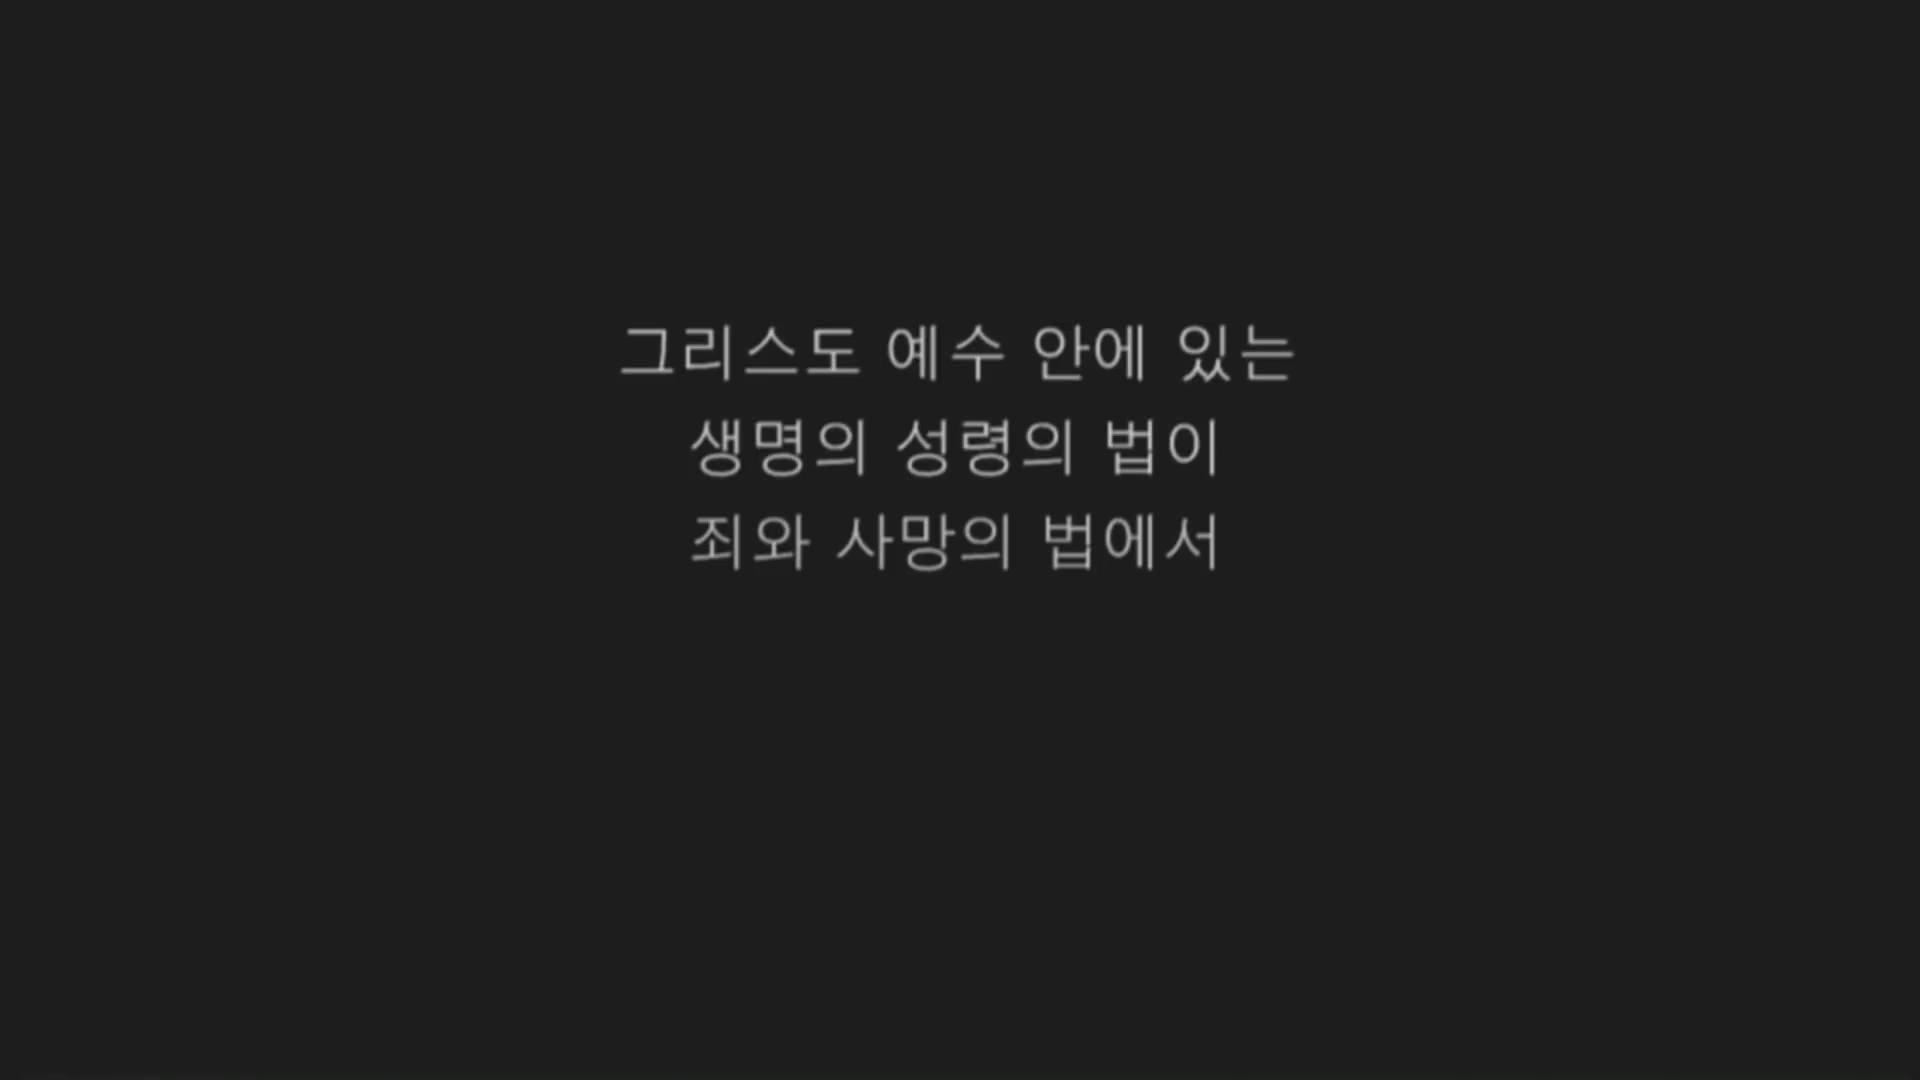 그리스도 예수 안에 있는
생명의 성령의 법이
죄와 사망의 법에서